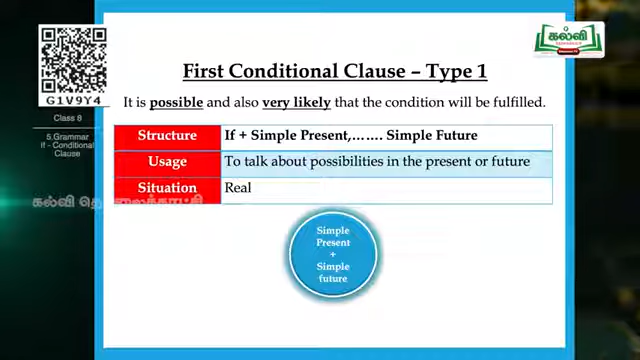 G1V9Y4
Class 8
5.Grammar
If - Conditional
Clause
கல்வி
First Conditional Clause – Type 1
It is possible and also very likely that the condition will be fulfilled.
Structure If + Simple Present,……. Simple Future
Usage To talk about possibilities in the present or future
Situation Real
கல்வி தொலைக்காட்சி
Simple
Present
+
Simple
future